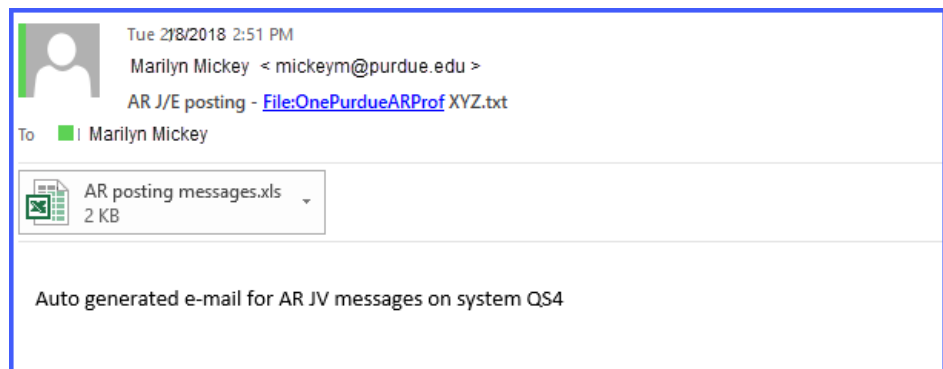 Tue 2/8/2018 2:51 PM
Marilyn Mickey < mickeym@purdue.edu >
AR J/E posting - File:OnePurdueARProf XYZ.txt
To Marilyn Mickey
AR posting messages.xls
2 KB
Auto generated e-mail for AR JV messages on system QS4